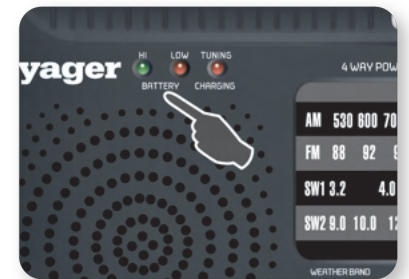 yager
HI LOW TUNING
BATTERY CHARGING
4 WAY POW
AM 530 600 70
FM 88 92
SW1 3.2 4.0
SW2 9.0 10.0
WEATHER BAND